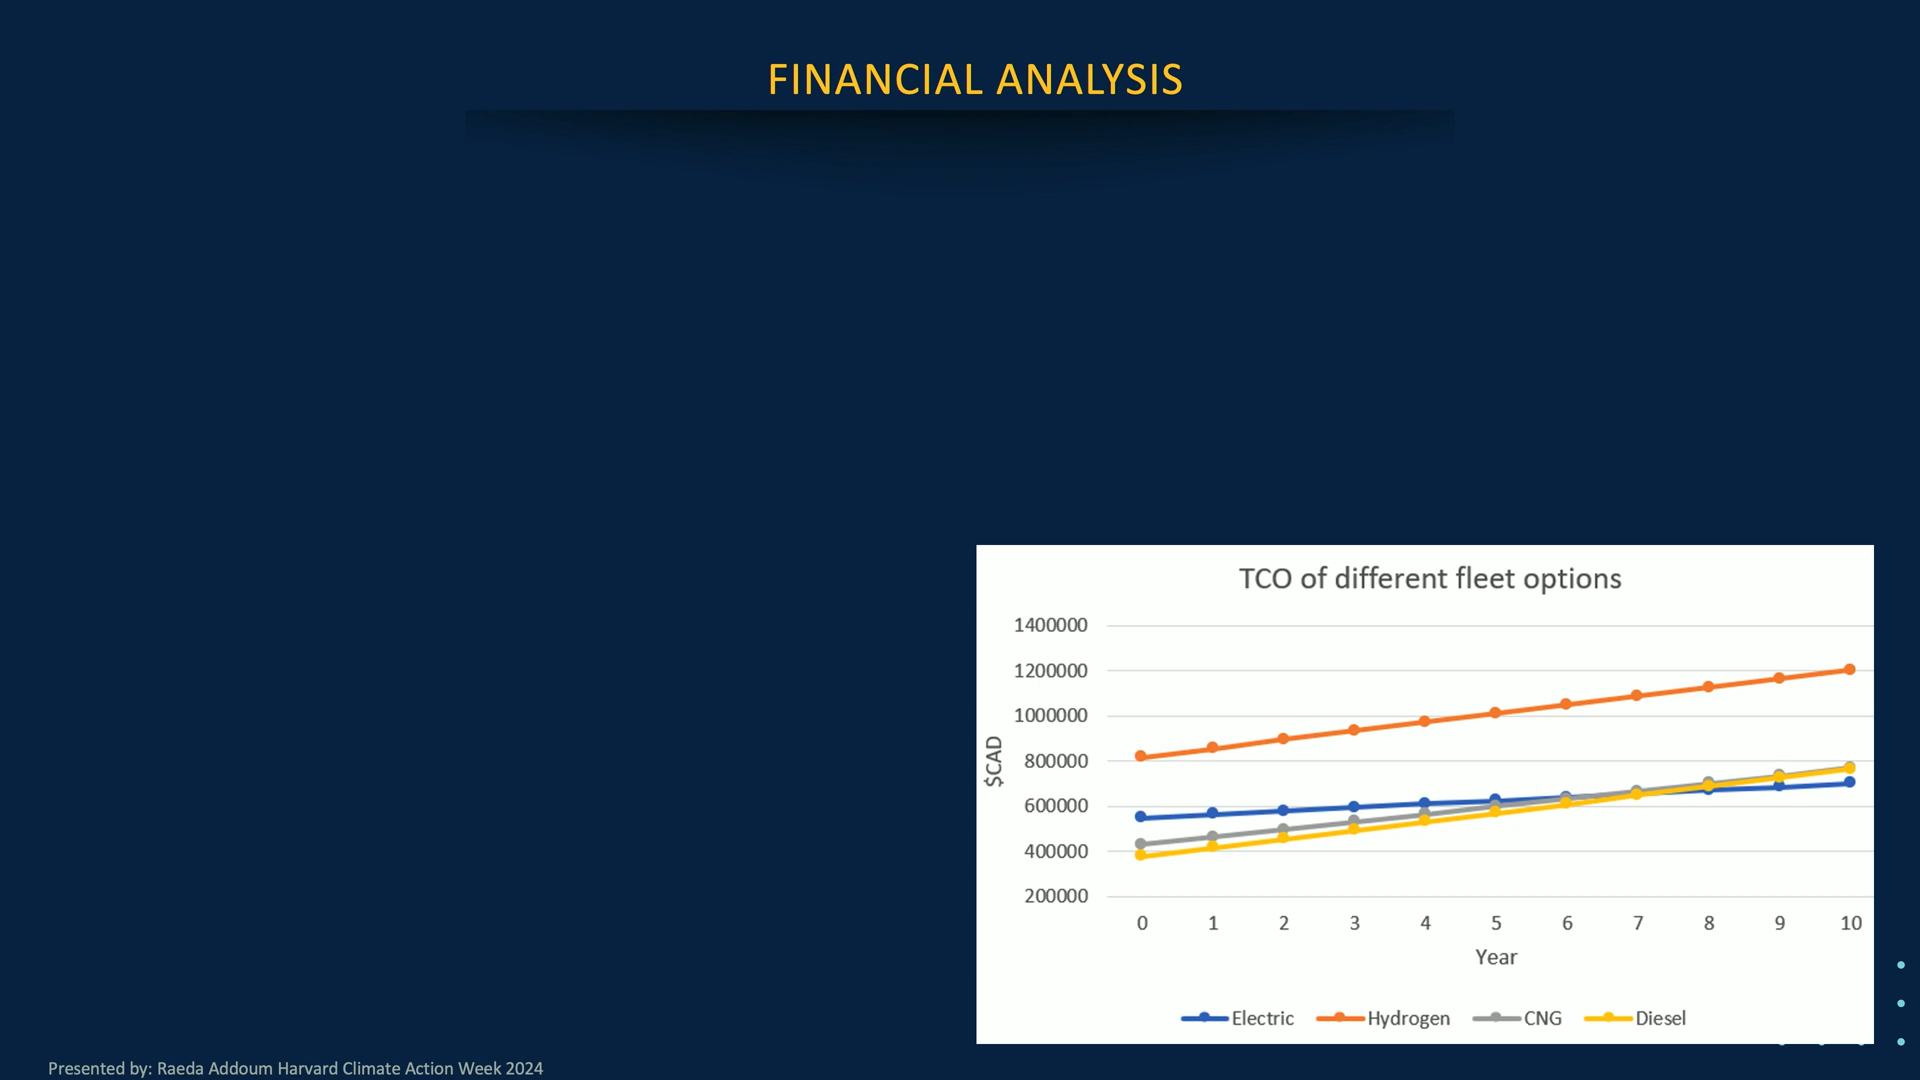 FINANCIAL ANALYSIS
TCO of different fleet options
1400000
1200000
1000000
800000
600000
400000
200000
$CAD
0 1 2 3 4 5 6 7 8 9 10
Year
Electric Hydrogen CNG Diesel
Presented by: Raeda Addoum Harvard Climate Action Week 2024